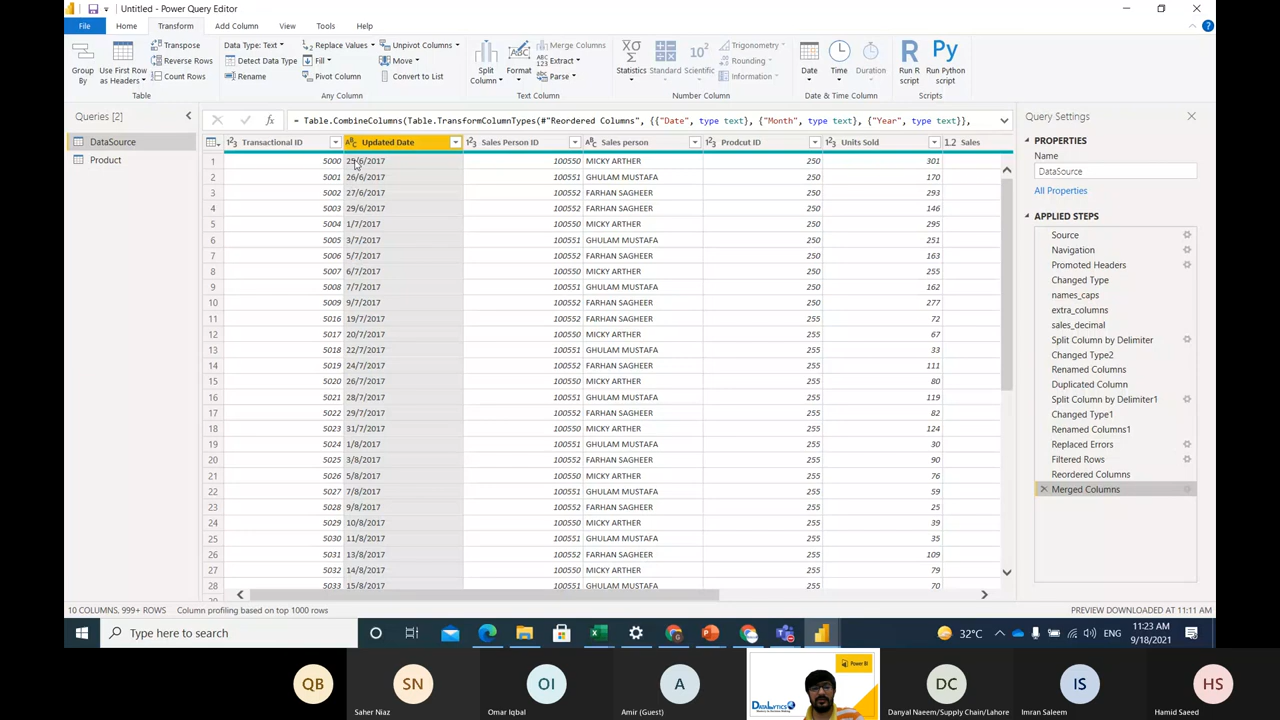 Untitled - Power Query Editor
File Home Transform Add Column View Tools Help
Group By
Use First Row as Headers
Transpose
Reverse Rows
Count Rows
Table
Data Type: Text
Detect Data Type
Rename
Replace Values
Fill
Pivot Column
Unpivot Columns
Move
Convert to List
Any Column
Split Column
Format
Merge Columns
Extract
Parse
Text Column
Statistics
Standard
Scientific
Trigonometry
Rounding
Information
Number Column
Date
Time
Duration
Date & Time Column
Run R script
Run Python script
Scripts
Queries [2]
DataSource
Product
= Table.CombineColumns(Table.TransformColumnTypes(#"Reordered Columns", {{"Date", type text}, {"Month", type text}, {"Year", type text}},
Transactional ID Updated Date Sales Person ID Sales person Prodcut ID Units Sold 1.2 Sales
1 5000 25/6/2017 100550 MICKY ARTHER 250 301
2 5001 26/6/2017 100551 GHULAM MUSTAFA 250 170
3 5002 27/6/2017 100552 FARHAN SAGHEER 250 293
4 5003 29/6/2017 100552 FARHAN SAGHEER 250 146
5 5004 1/7/2017 100550 MICKY ARTHER 250 295
6 5005 3/7/2017 100551 GHULAM MUSTAFA 250 251
7 5006 5/7/2017 100552 FARHAN SAGHEER 250 163
8 5007 6/7/2017 100550 MICKY ARTHER 250 255
9 5008 7/7/2017 100551 GHULAM MUSTAFA 250 162
10 5009 9/7/2017 100552 FARHAN SAGHEER 250 277
11 5016 19/7/2017 100552 FARHAN SAGHEER 255 72
12 5017 20/7/2017 100550 MICKY ARTHER 255 67
13 5018 22/7/2017 100551 GHULAM MUSTAFA 255 33
14 5019 24/7/2017 100552 FARHAN SAGHEER 255 111
15 5020 26/7/2017 100550 MICKY ARTHER 255 80
16 5021 28/7/2017 100551 GHULAM MUSTAFA 255 119
17 5022 29/7/2017 100552 FARHAN SAGHEER 255 82
18 5023 31/7/2017 100550 MICKY ARTHER 255 124
19 5024 1/8/2017 100551 GHULAM MUSTAFA 255 30
20 5025 3/8/2017 100552 FARHAN SAGHEER 255 90
21 5026 5/8/2017 100550 MICKY ARTHER 255 76
22 5027 7/8/2017 100551 GHULAM MUSTAFA 255 59
23 5028 9/8/2017 100552 FARHAN SAGHEER 255 25
24 5029 10/8/2017 100550 MICKY ARTHER 255 39
25 5030 11/8/2017 100551 GHULAM MUSTAFA 255 35
26 5031 13/8/2017 100552 FARHAN SAGHEER 255 109
27 5032 14/8/2017 100550 MICKY ARTHER 255 79
28 5033 15/8/2017 100551 GHULAM MUSTAFA 255 70
Query Settings
PROPERTIES
Name
DataSource
All Properties
APPLIED STEPS
Source
Navigation
Promoted Headers
Changed Type
names_caps
extra_columns
sales_decimal
Split Column by Delimiter
Changed Type2
Renamed Columns
Duplicated Column
Split Column by Delimiter1
Changed Type1
Renamed Columns1
Replaced Errors
Filtered Rows
Reordered Columns
Merged Columns
10 COLUMNS, 999+ ROWS Column profiling based on top 1000 rows PREVIEW DOWNLOADED AT 11:11 AM
Type here to search 32°C ENG 11:23 AM
9/18/2021
QB SN OI A DC IS HS
Power BI
Saher Niaz Omar Iqbal Amir (Guest) Danyal Naeem/Supply Chain/Lahore Imran Saleem Hamid Saeed